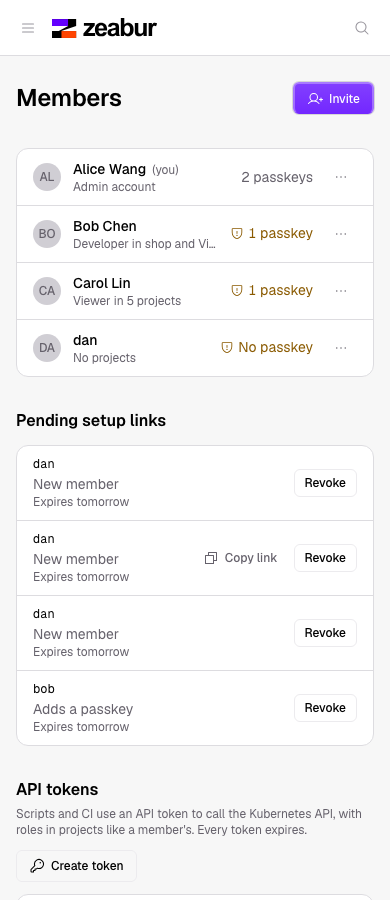 zeabur
Members
Invite
AL
Alice Wang (you)
Admin account
2 passkeys
BO
Bob Chen
Developer in shop and Vi...
1 passkey
CA
Carol Lin
Viewer in 5 projects
1 passkey
DA
dan
No projects
No passkey
Pending setup links
dan
New member
Expires tomorrow
Revoke
dan
New member
Expires tomorrow
Copy link
Revoke
dan
New member
Expires tomorrow
Revoke
bob
Adds a passkey
Expires tomorrow
Revoke
API tokens
Scripts and CI use an API token to call the Kubernetes API, with
roles in projects like a member's. Every token expires.
Create token